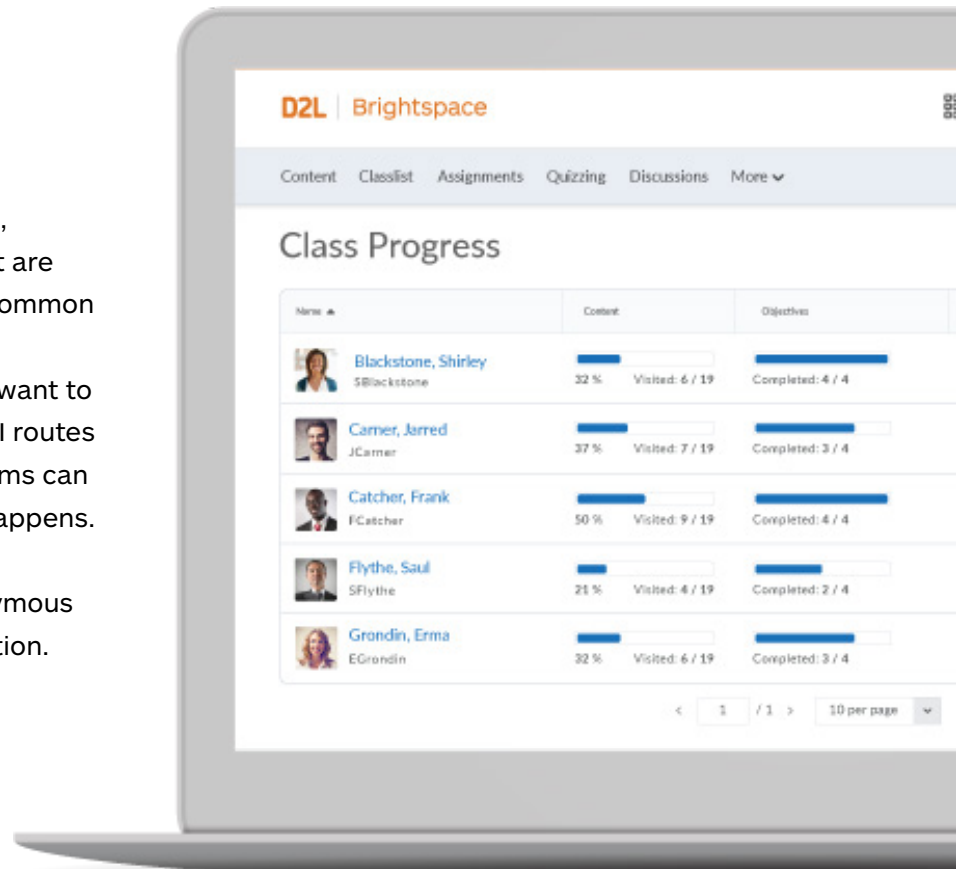 ,
t are
ommon
want to
l routes
ms can
appens.
ymous
tion.
D2L | Brightspace
Content Classlist Assignments Quizzing Discussions More
Class Progress
Name Content Objectives
Blackstone, Shirley
SBlackstone
32 % Visited: 6 / 19 Completed: 4 / 4
Carner, Jarred
JCarner
37 % Visited: 7 / 19 Completed: 3 / 4
Catcher, Frank
FCatcher
50 % Visited: 9 / 19 Completed: 4 / 4
Flythe, Saul
SFlythe
21 % Visited: 4 / 19 Completed: 2 / 4
Grondin, Erma
EGrondin
32 % Visited: 6 / 19 Completed: 3 / 4
< 1 / 1 > 10 per page